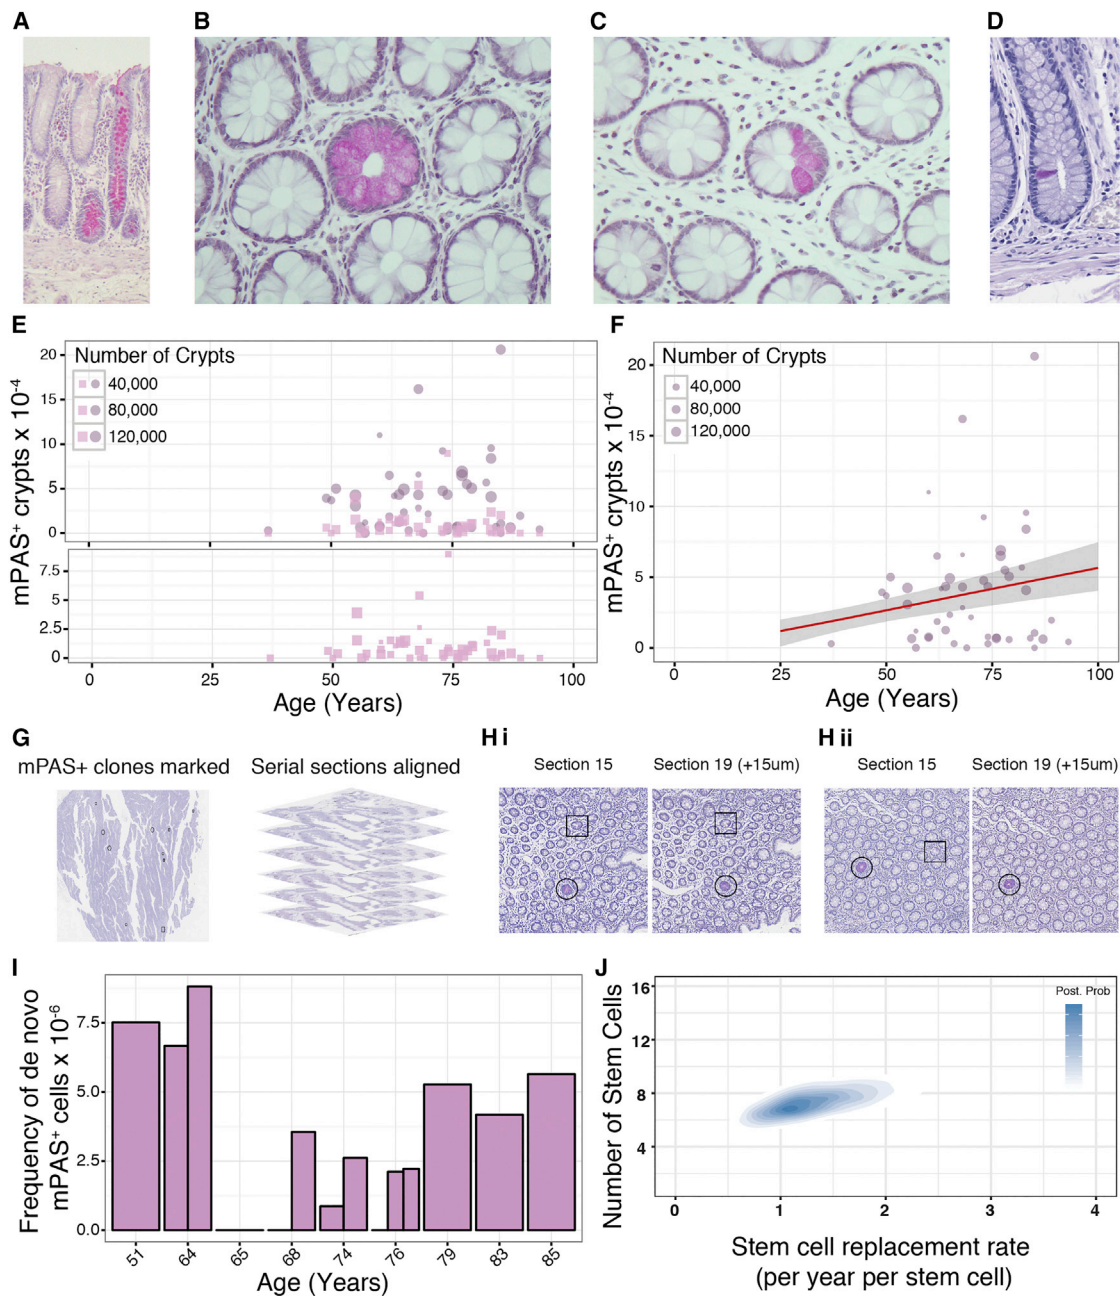 A
B
C
D
E
Number of Crypts
40,000
80,000
120,000
mPAS+ crypts x 10-4
20
15
10
5
0
7.5
5
2.5
0
0
25
50
75
100
Age (Years)
F
Number of Crypts
40,000
80,000
120,000
mPAS+ crypts x 10-4
20
15
10
5
0
0
25
50
75
100
Age (Years)
G
mPAS+ clones marked
Serial sections aligned
H i
Section 15
Section 19 (+15um)
H ii
Section 15
Section 19 (+15um)
I
Frequency of de novo
mPAS+ cells x 10-6
7.5
5.0
2.5
0.0
51
64
65
68
74
76
79
83
85
Age (Years)
J
Number of Stem Cells
16
12
8
4
Post. Prob
0
1
2
3
4
Stem cell replacement rate
(per year per stem cell)